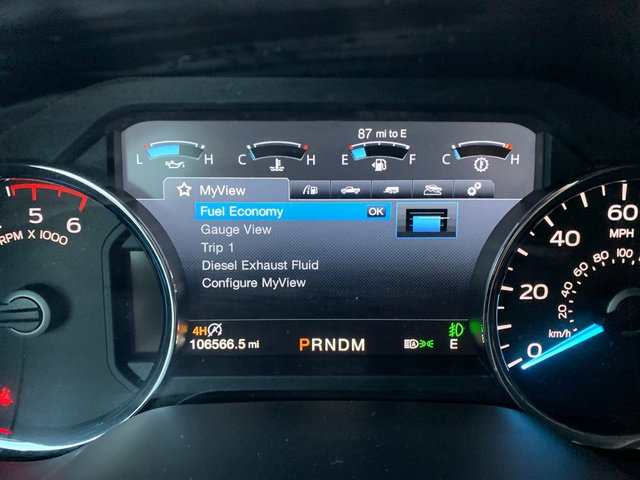 87 mi to E
L H C H E F C H
MyView
Fuel Economy OK
Gauge View
Trip 1
Diesel Exhaust Fluid
Configure MyView
4H
106566.5 mi PRNDM A E
5 6
RPM X 1000
60
MPH
40
20
0
100
80
60
40
20
km/h